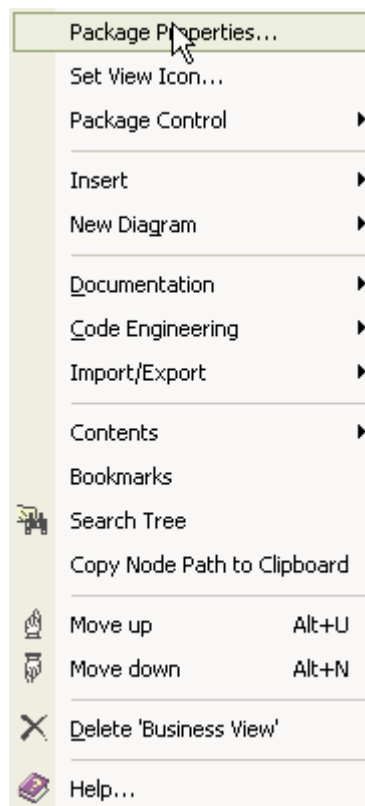 Package Properties...
Set View Icon...
Package Control
Insert
New Diagram
Documentation
Code Engineering
Import/Export
Contents
Bookmarks
Search Tree
Copy Node Path to Clipboard
Move up Alt+U
Move down Alt+N
Delete 'Business View'
Help...